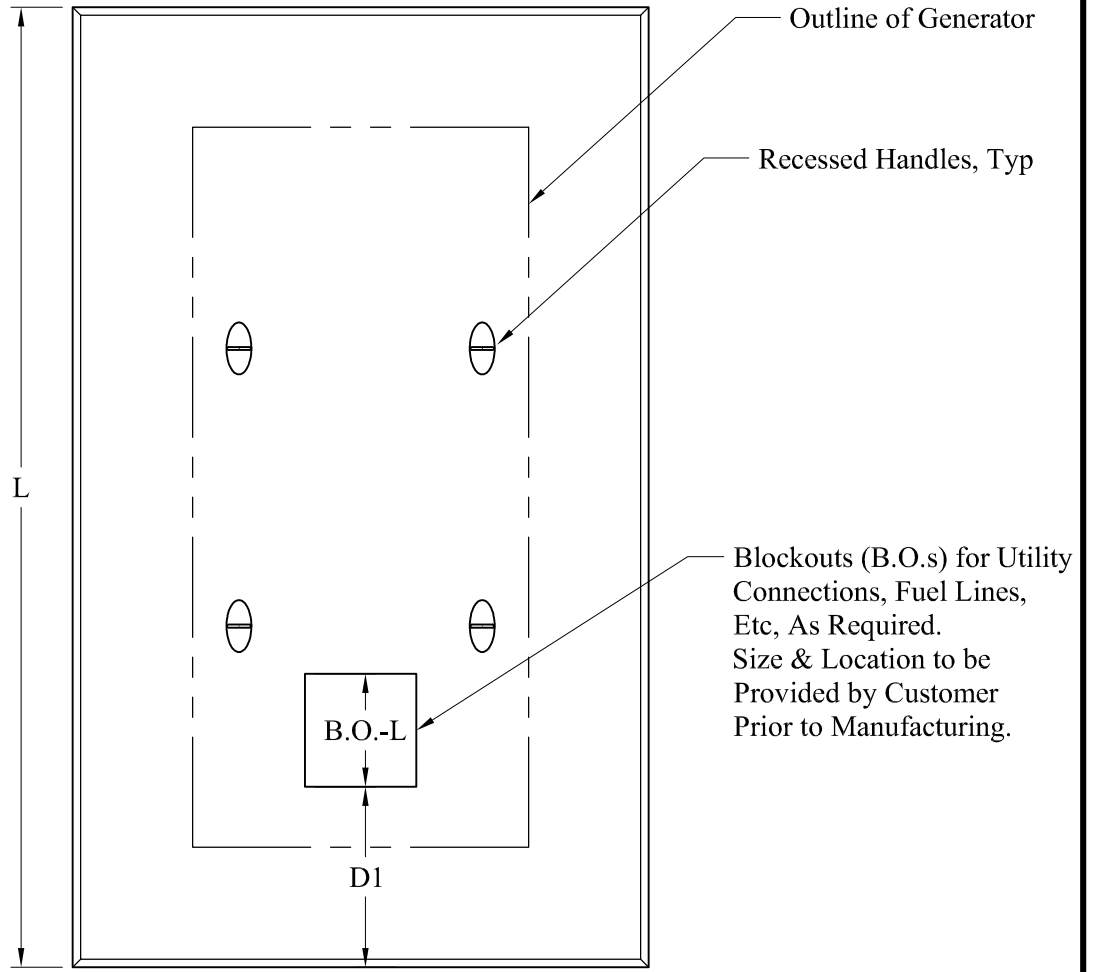 Outline of Generator
Recessed Handles, Typ
L
Blockouts (B.O.s) for Utility
Connections, Fuel Lines,
Etc, As Required.
Size & Location to be
Provided by Customer
Prior to Manufacturing.
B.O.-L
D1